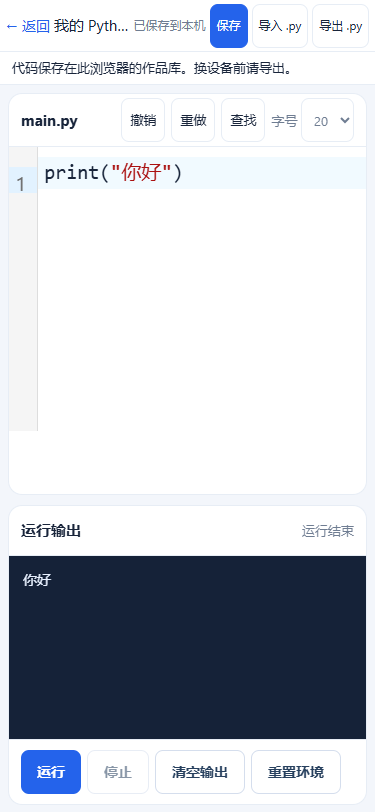 ← 返回 我的 Pyth... 已保存到本机 保存 导入 .py 导出 .py
代码保存在此浏览器的作品库。换设备前请导出。
main.py 撤销 重做 查找 字号 20
1 print("你好")
运行输出 运行结束
你好
运行 停止 清空输出 重置环境